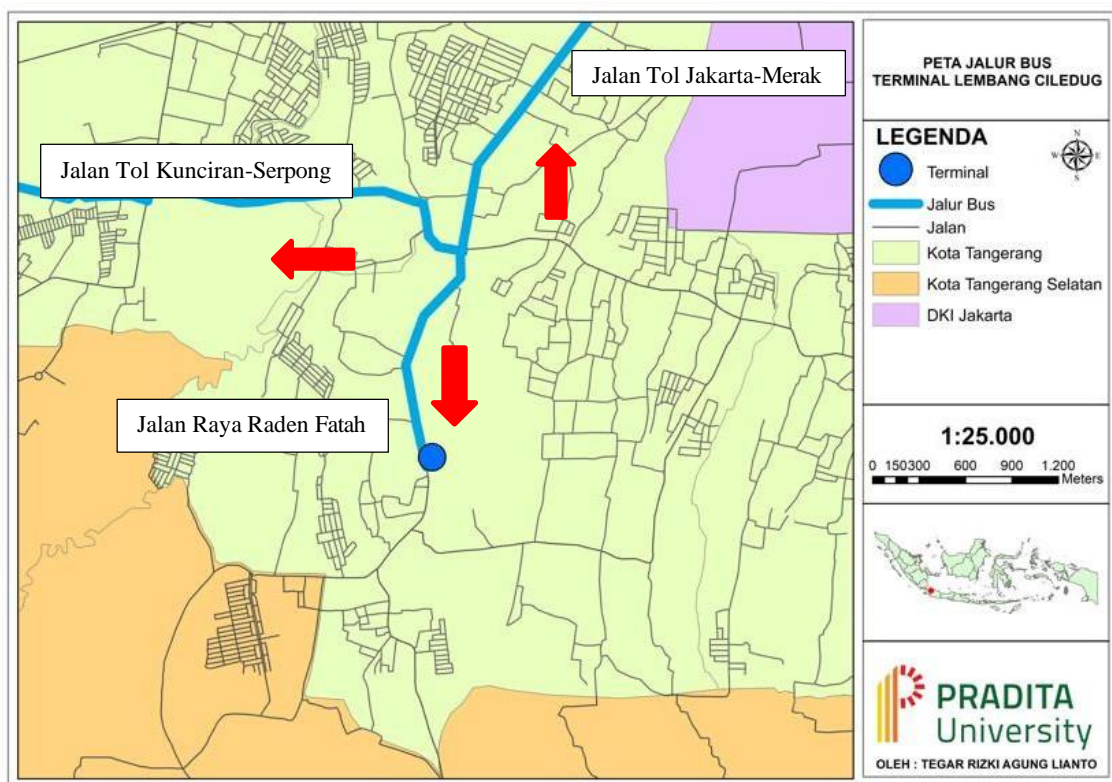 Jalan Tol Jakarta-Merak
Jalan Tol Kunciran-Serpong
Jalan Raya Raden Fatah
PETA JALUR BUS
TERMINAL LEMBANG CILEDUG
LEGENDA
N
W E
S
Terminal
Jalur Bus
Jalan
Kota Tangerang
Kota Tangerang Selatan
DKI Jakarta
1:25.000
0 150300 600 900 1.200
Meters
PRADITA
University
OLEH : TEGAR RIZKI AGUNG LIANTO